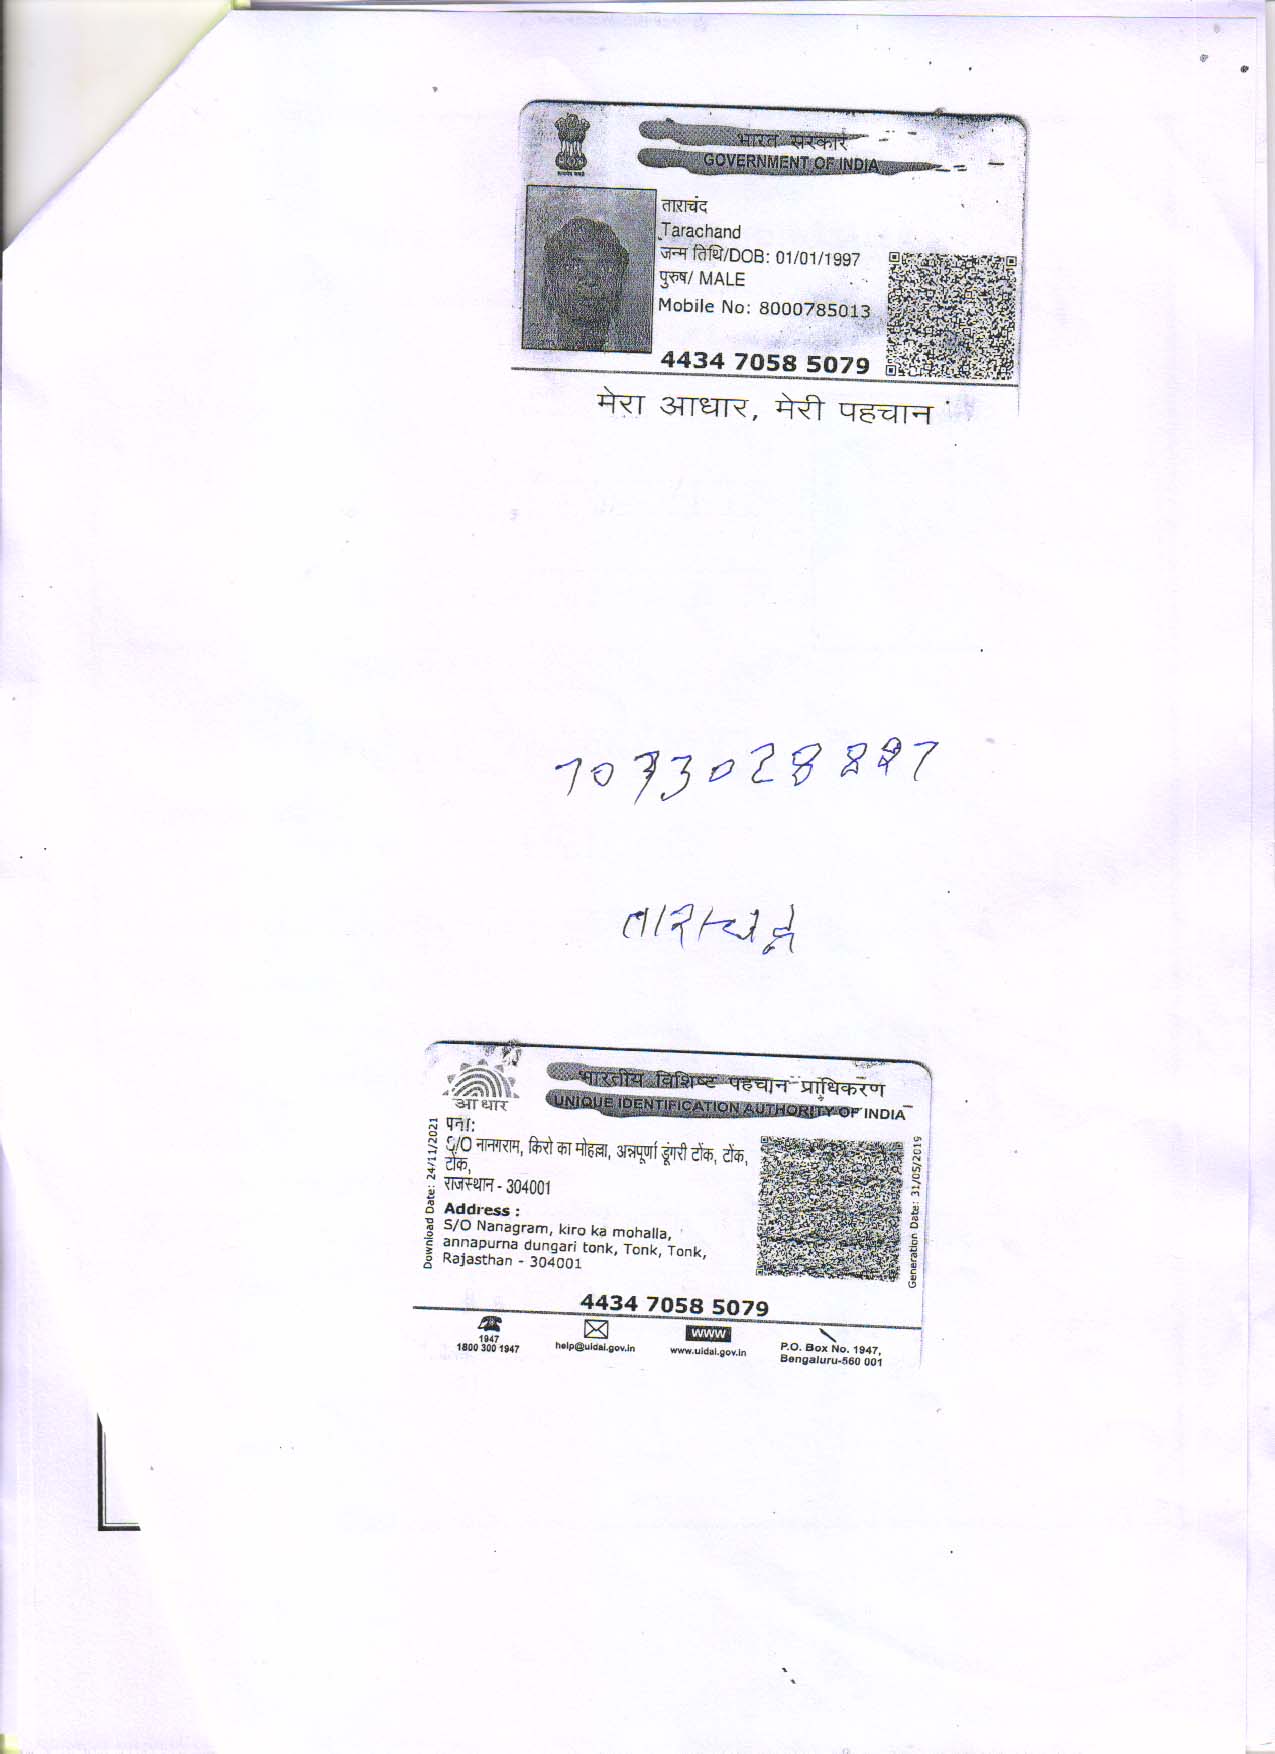 भारत सरकार
GOVERNMENT OF INDIA
ताराचंद
Tarachand
जन्म तिथि/DOB: 01/01/1997
पुरुष/ MALE
Mobile No: 8000785013
4434 7058 5079
मेरा आधार, मेरी पहचान
ताराचन्द
भारतीय विशिष्ट पहचान प्राधिकरण
UNIQUE IDENTIFICATION AUTHORITY OF INDIA
आधार
Download Date: 24/11/2021
पता:
S/O नानगराम, किरो का मोहल्ला, अन्नपूर्णा डूंगरी टोंक, टोंक,
टोंक,
राजस्थान - 304001
Address :
S/O Nanagram, kiro ka mohalla,
annapurna dungari tonk, Tonk, Tonk,
Rajasthan - 304001
Generation Date: 31/05/2019
4434 7058 5079
1947
1800 300 1947
help@uidai.gov.in
www
www.uidai.gov.in
P.O. Box No. 1947,
Bengaluru-560 001